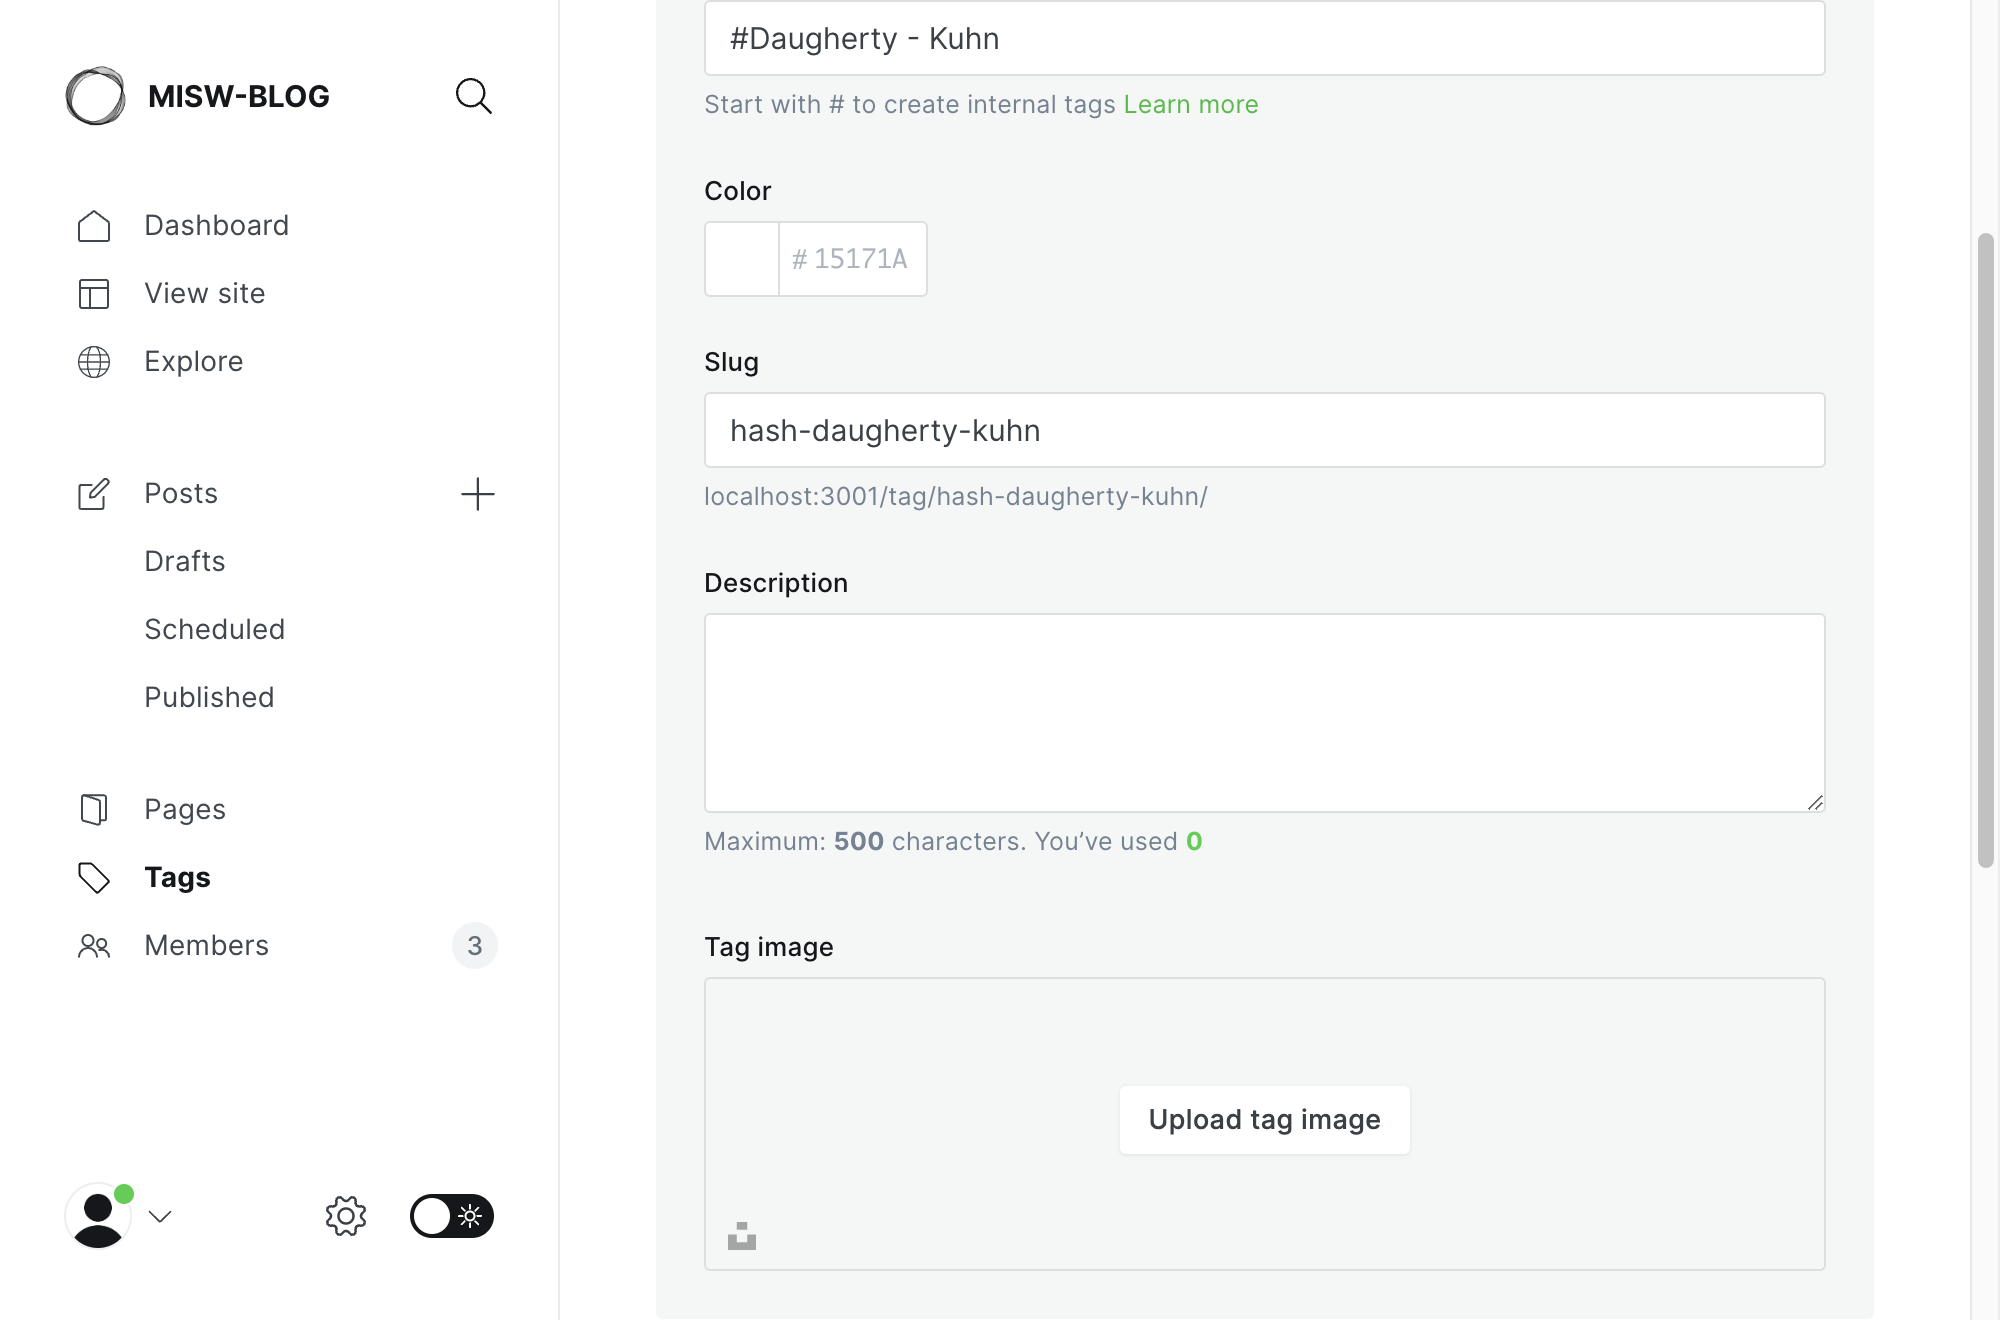 MISW-BLOG
Dashboard
View site
Explore
Posts
Drafts
Scheduled
Published
Pages
Tags
Members
3
#Daugherty - Kuhn
Start with # to create internal tags Learn more
Color
# 15171A
Slug
hash-daugherty-kuhn
localhost:3001/tag/hash-daugherty-kuhn/
Description
Maximum: 500 characters. You’ve used 0
Tag image
Upload tag image